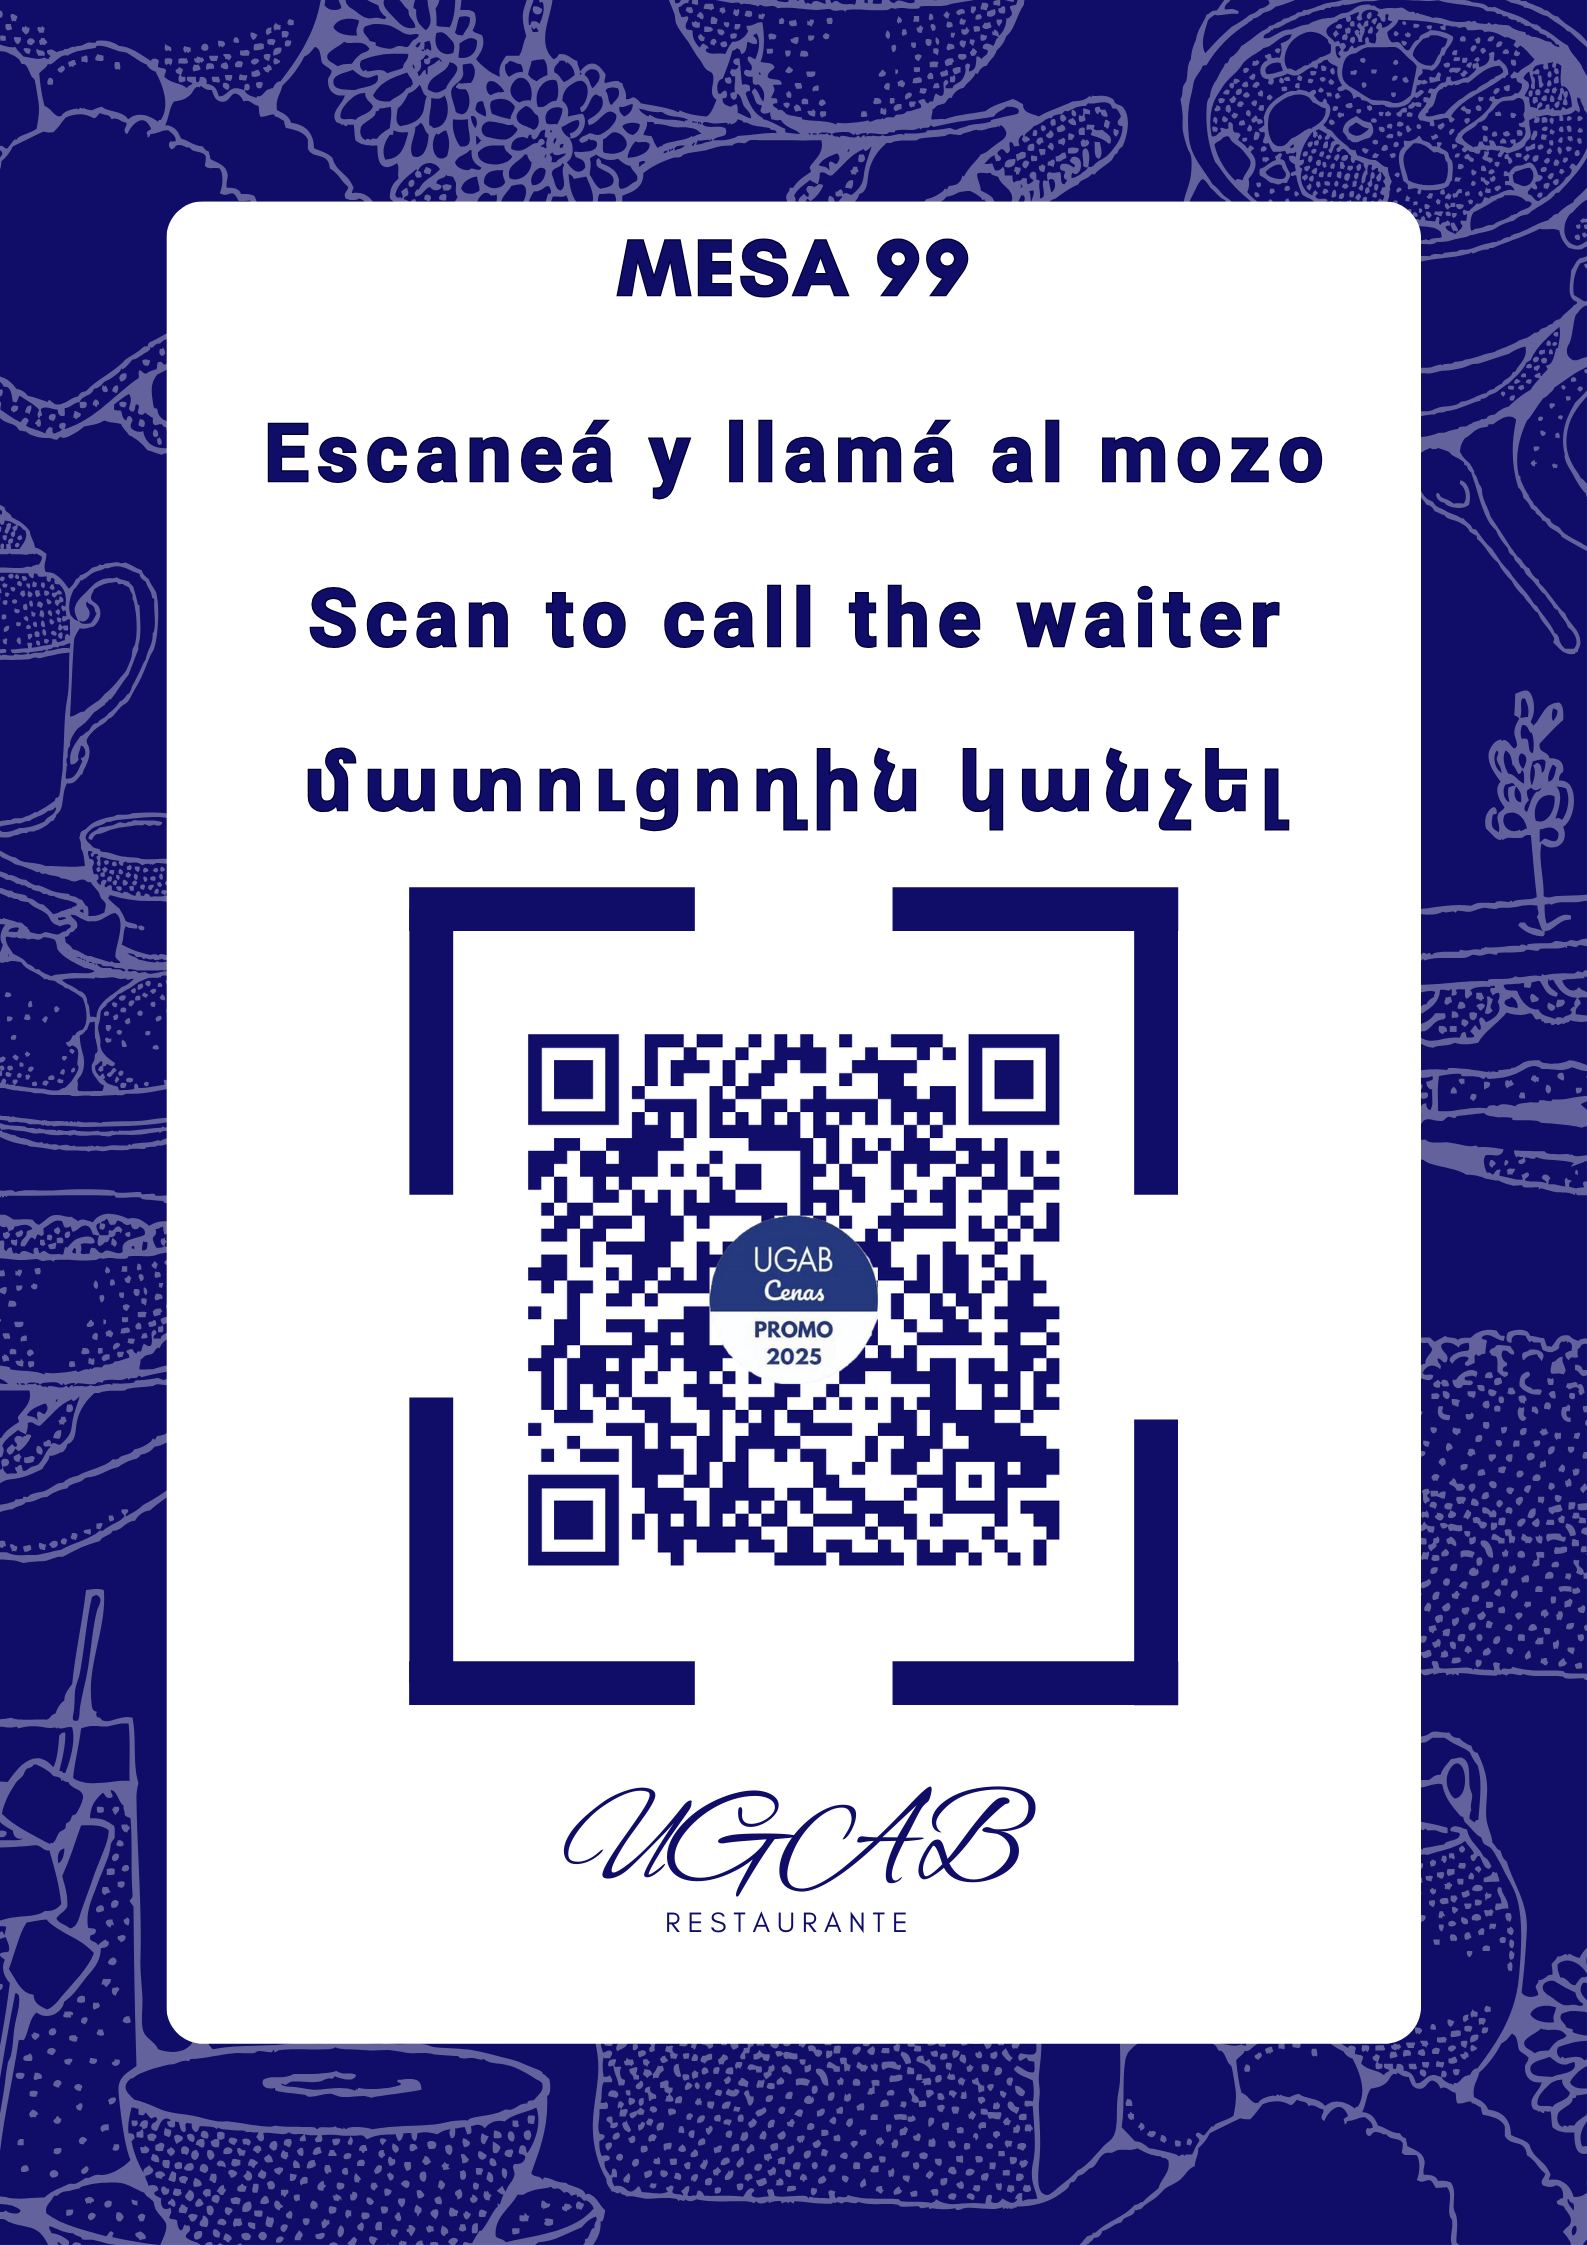 MESA 99
Escaneá y llamá al mozo
Scan to call the waiter
մատուցողին կանչել
UGAB
Cenas
PROMO
2025
UGAB
RESTAURANTE